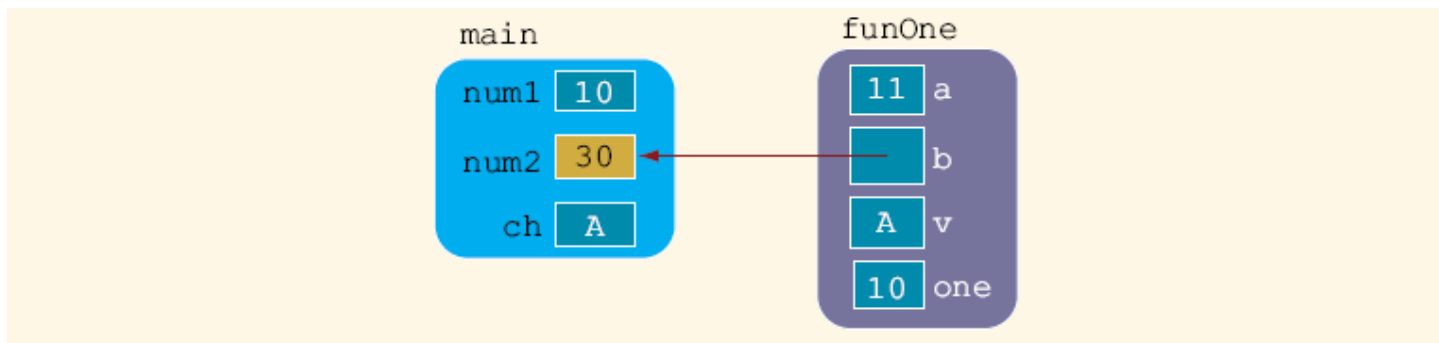 main
num1 10
num2 30
ch A
funOne
11 a
b
A v
10 one